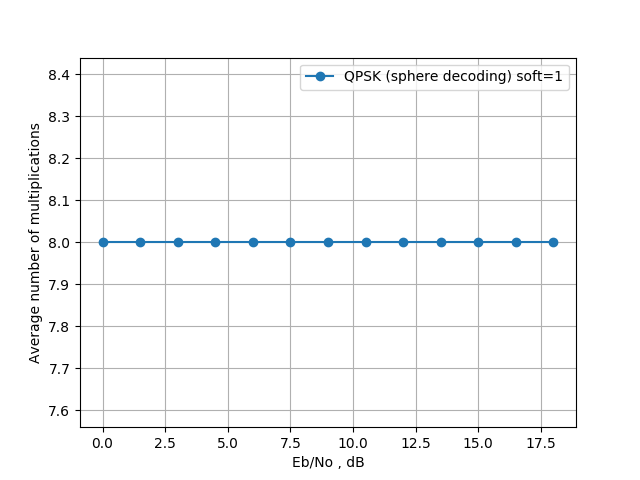 QPSK (sphere decoding) soft=1
Average number of multiplications
8.4
8.3
8.2
8.1
8.0
7.9
7.8
7.7
7.6
0.0 2.5 5.0 7.5 10.0 12.5 15.0 17.5
Eb/No , dB